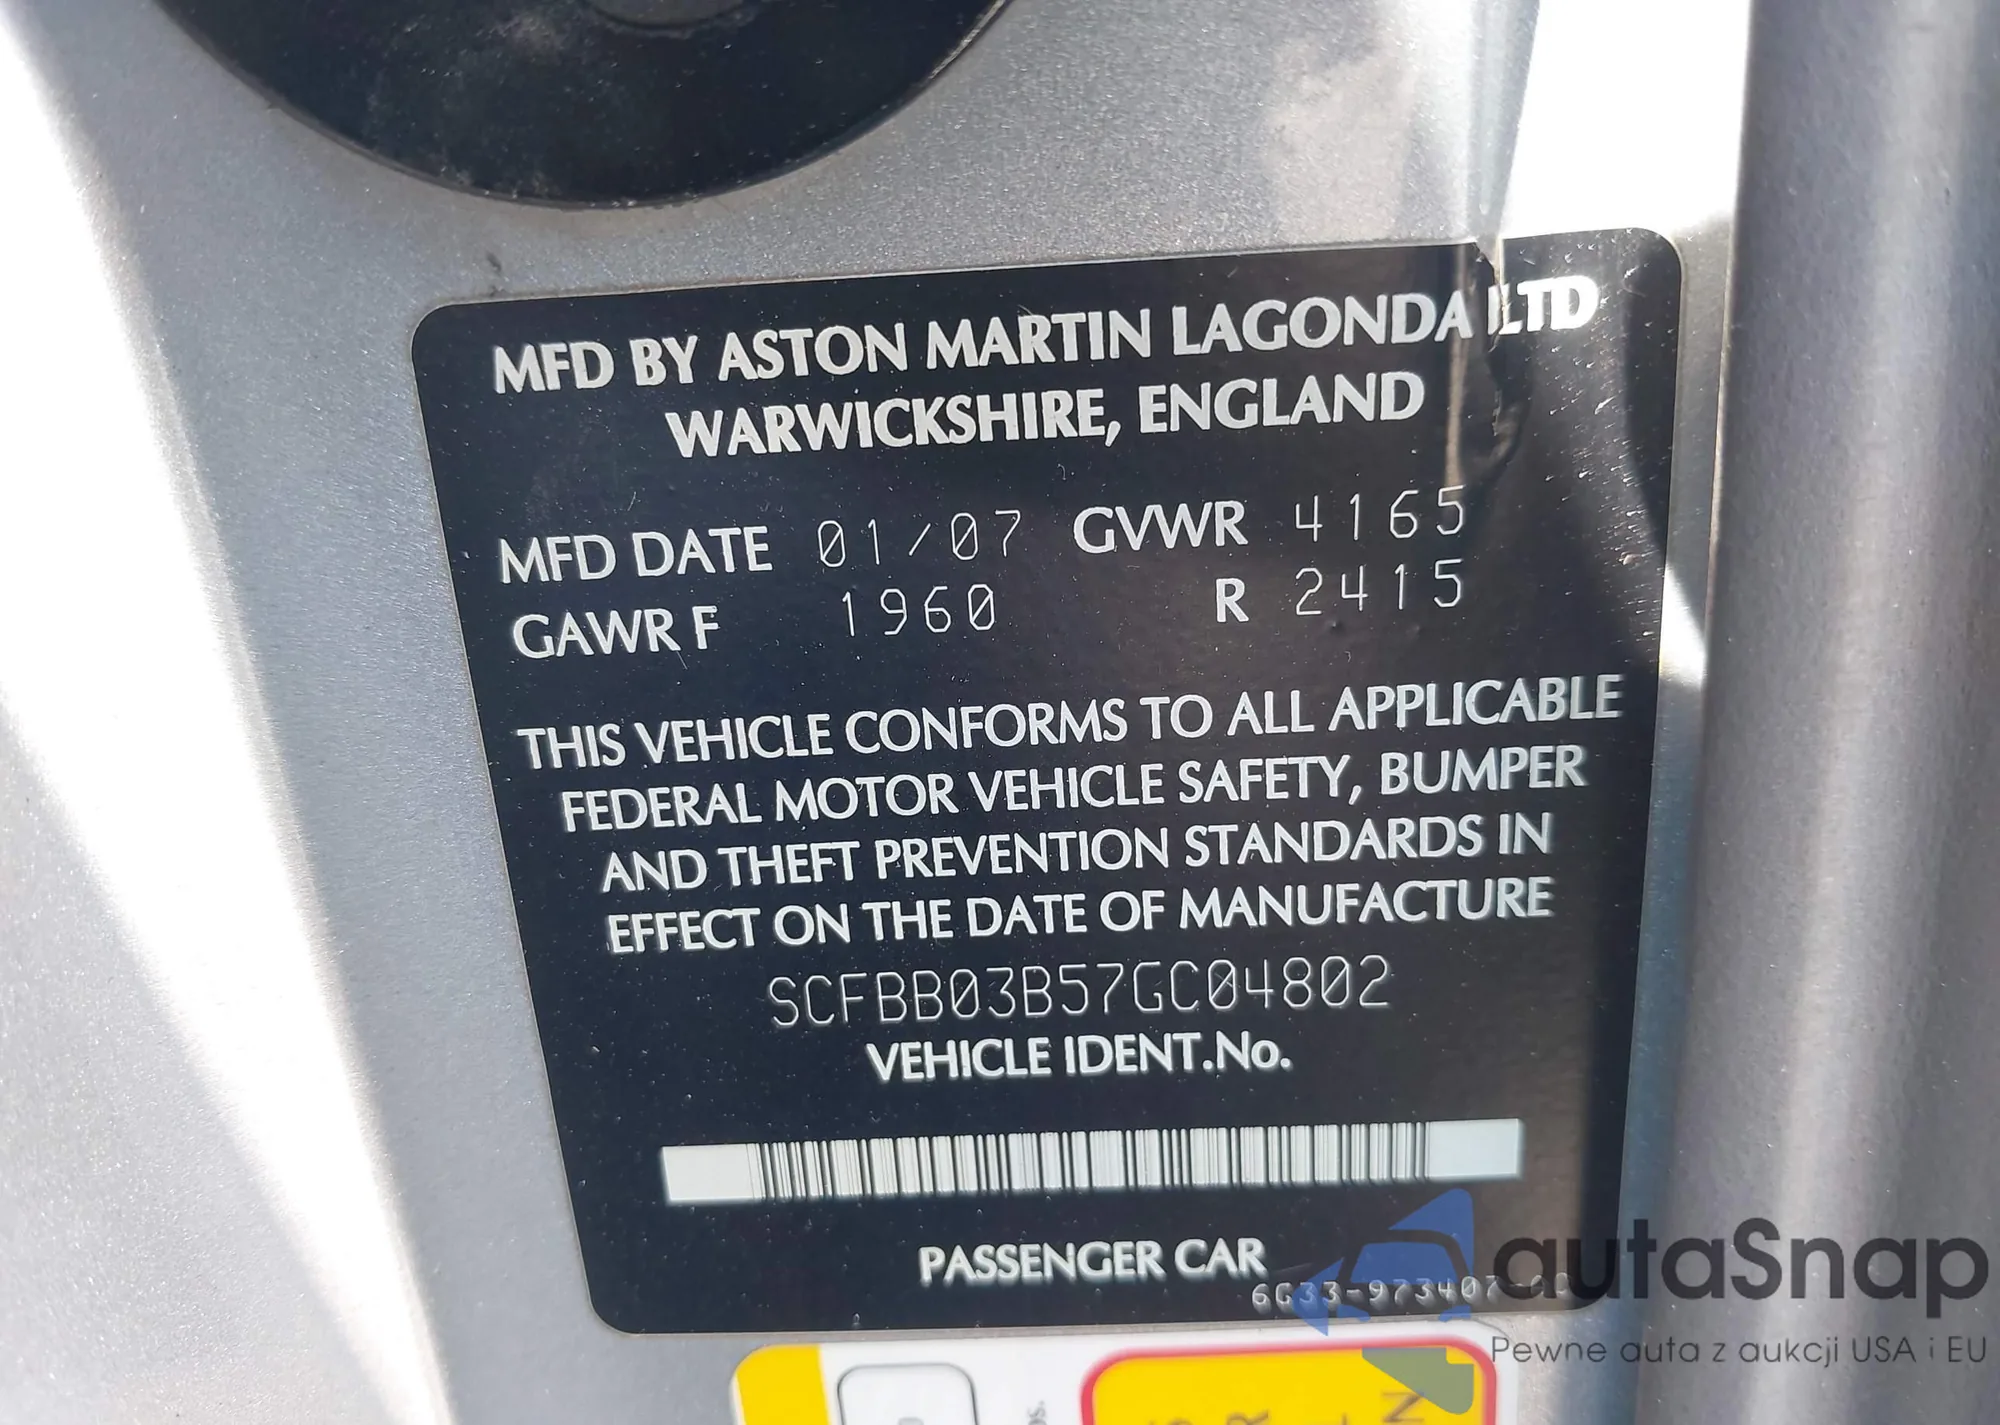 MFD BY ASTON MARTIN LAGONDA LTD
WARWICKSHIRE, ENGLAND
MFD DATE 01/07 GVWR 4165
GAWR F 1960 R 2415
THIS VEHICLE CONFORMS TO ALL APPLICABLE
FEDERAL MOTOR VEHICLE SAFETY, BUMPER
AND THEFT PREVENTION STANDARDS IN
EFFECT ON THE DATE OF MANUFACTURE
SCFBB03B57GC04802
VEHICLE IDENT.No.
PASSENGER CAR
autaSnap
Pewne auta z aukcji USA i EU